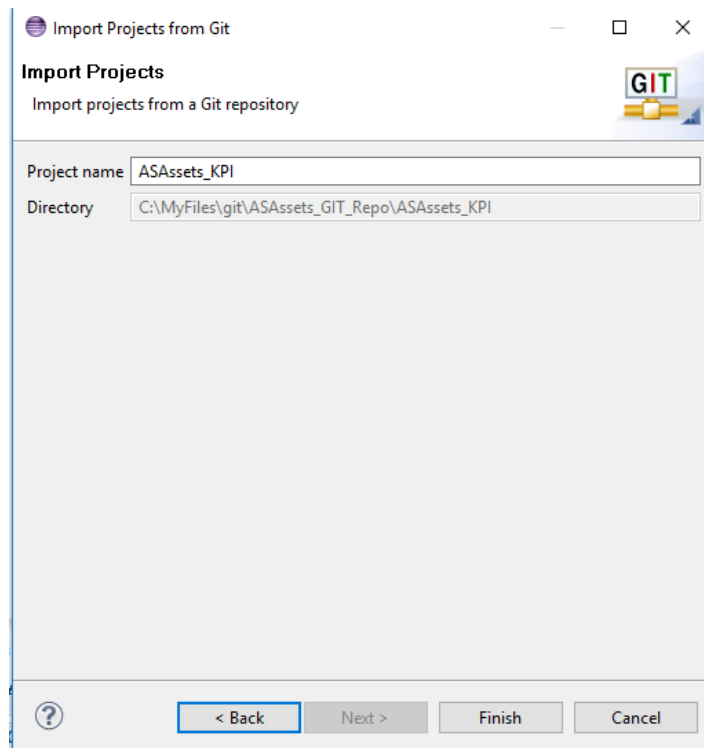 Import Projects from Git
Import Projects
Import projects from a Git repository
GIT
Project name ASAssets_KPI
Directory C:\MyFiles\git\ASAssets_GIT_Repo\ASAssets_KPI
? < Back Next > Finish Cancel